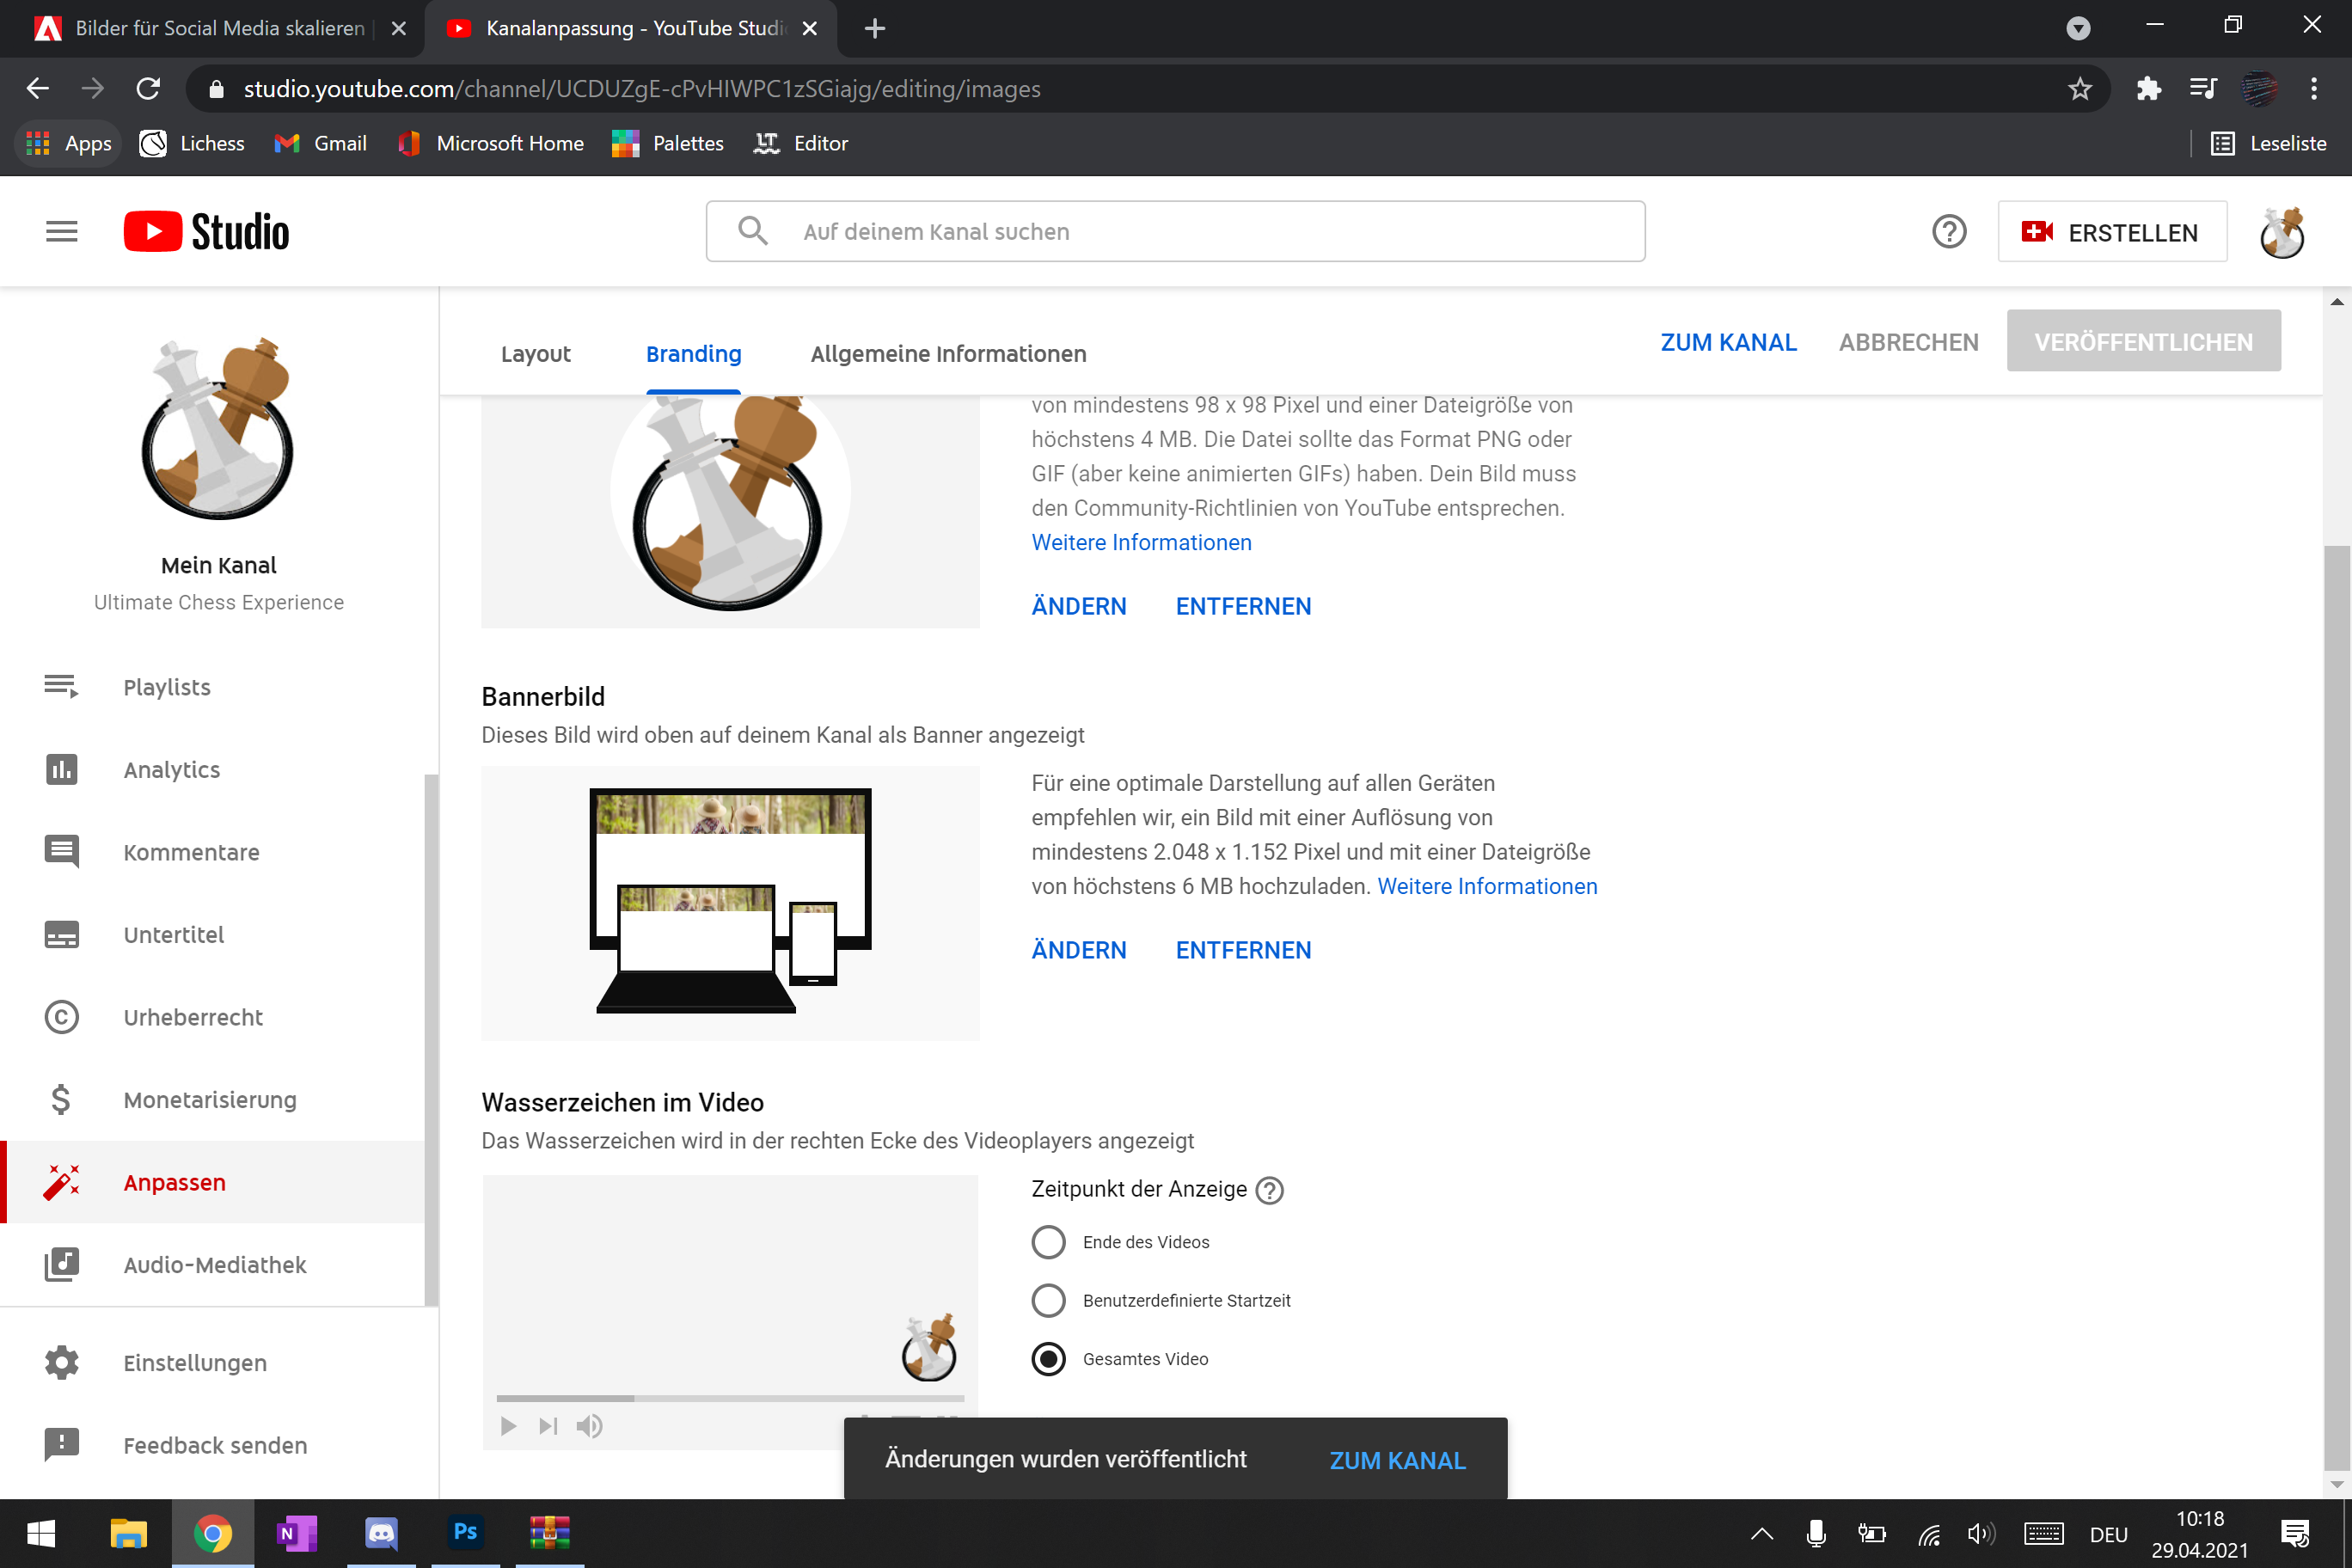 Bilder für Social Media skalieren
Kanalanpassung - YouTube Studi
studio.youtube.com/channel/UCDUZgE-cPvHIWPC1zSGiajg/editing/images
Apps
Lichess
Gmail
Microsoft Home
Palettes
LT
Editor
Leseliste
Studio
Auf deinem Kanal suchen
ERSTELLEN
Layout
Branding
Allgemeine Informationen
ZUM KANAL
ABBRECHEN
VERÖFFENTLICHEN
Mein Kanal
Ultimate Chess Experience
Playlists
Analytics
Kommentare
Untertitel
Urheberrecht
Monetarisierung
Anpassen
Audio-Mediathek
Einstellungen
Feedback senden
von mindestens 98 x 98 Pixel und einer Dateigröße von
höchstens 4 MB. Die Datei sollte das Format PNG oder
GIF (aber keine animierten GIFs) haben. Dein Bild muss
den Community-Richtlinien von YouTube entsprechen.
Weitere Informationen
ÄNDERN
ENTFERNEN
Bannerbild
Dieses Bild wird oben auf deinem Kanal als Banner angezeigt
Für eine optimale Darstellung auf allen Geräten
empfehlen wir, ein Bild mit einer Auflösung von
mindestens 2.048 x 1.152 Pixel und mit einer Dateigröße
von höchstens 6 MB hochzuladen. Weitere Informationen
ÄNDERN
ENTFERNEN
Wasserzeichen im Video
Das Wasserzeichen wird in der rechten Ecke des Videoplayers angezeigt
Zeitpunkt der Anzeige
Ende des Videos
Benutzerdefinierte Startzeit
Gesamtes Video
Änderungen wurden veröffentlicht
ZUM KANAL
N
Ps
DEU
10:18
29.04.2021